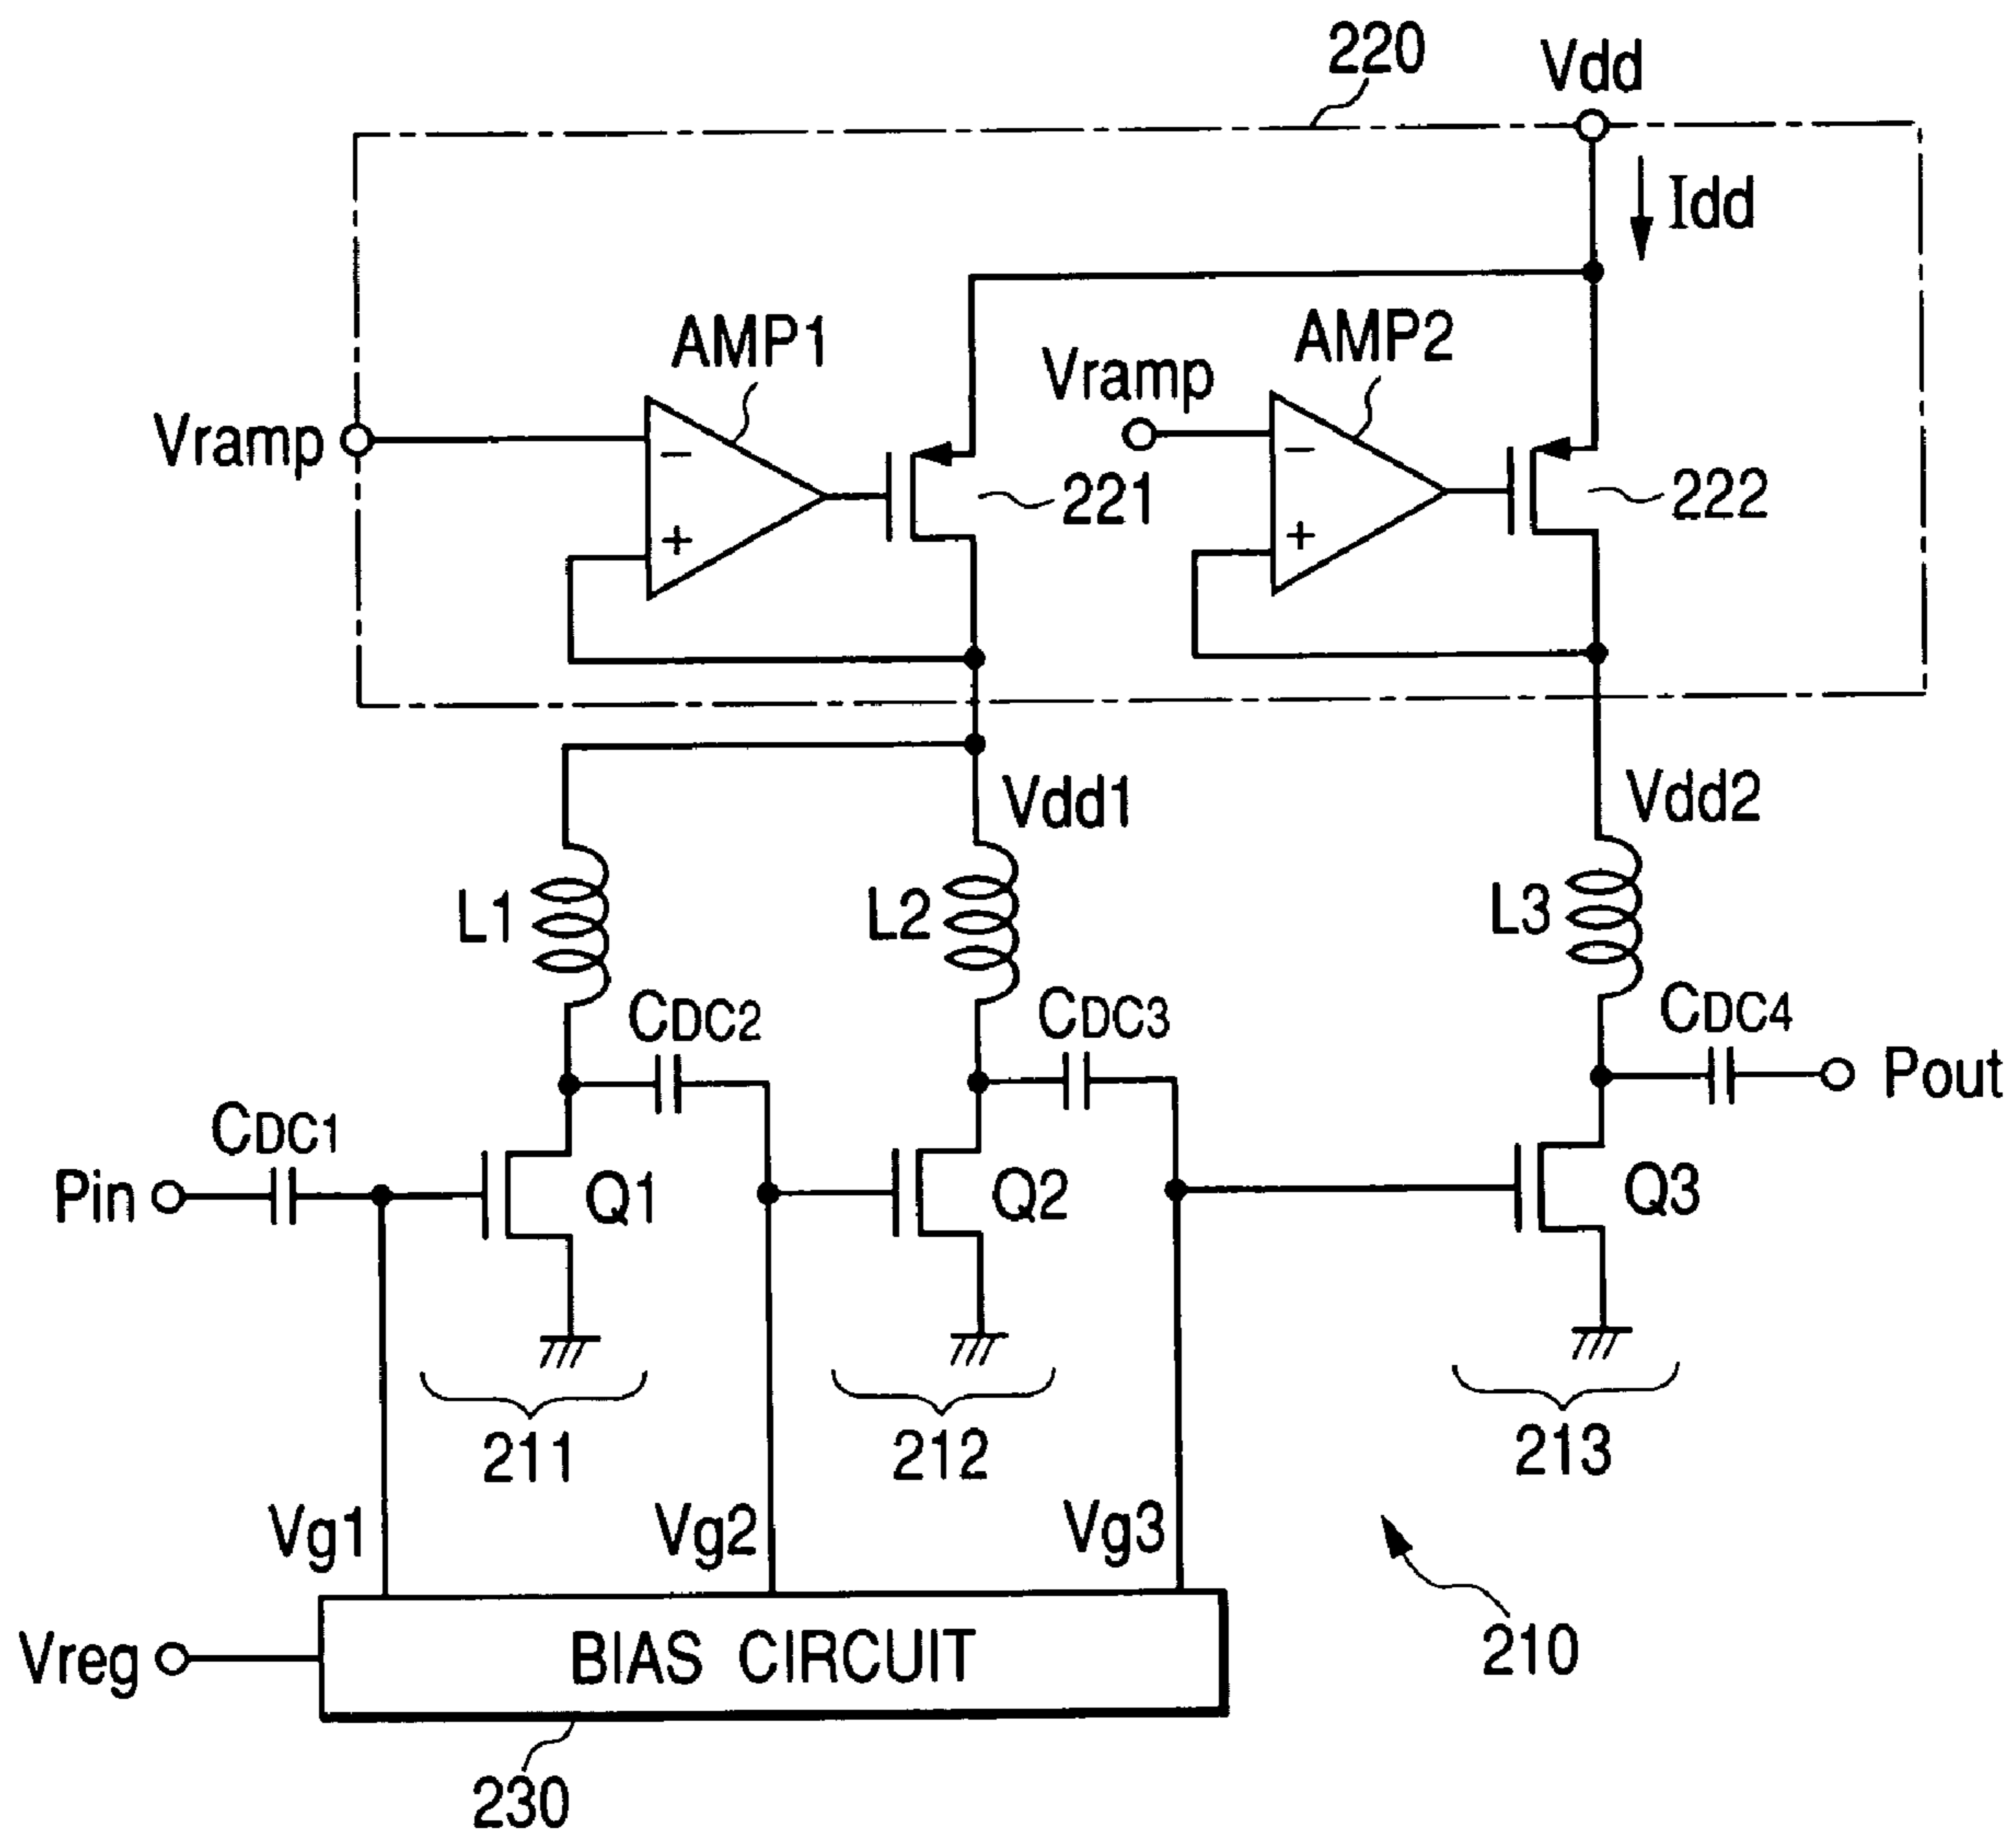 220
Vdd
Idd
AMP1
AMP2
Vramp
Vramp
−
−
221
222
+
+
Vdd1
Vdd2
L1
L2
L3
CDC2
CDC3
CDC4
Pout
CDC1
Pin
Q1
Q2
Q3
211
212
213
Vg1
Vg2
Vg3
Vreg
BIAS CIRCUIT
210
230